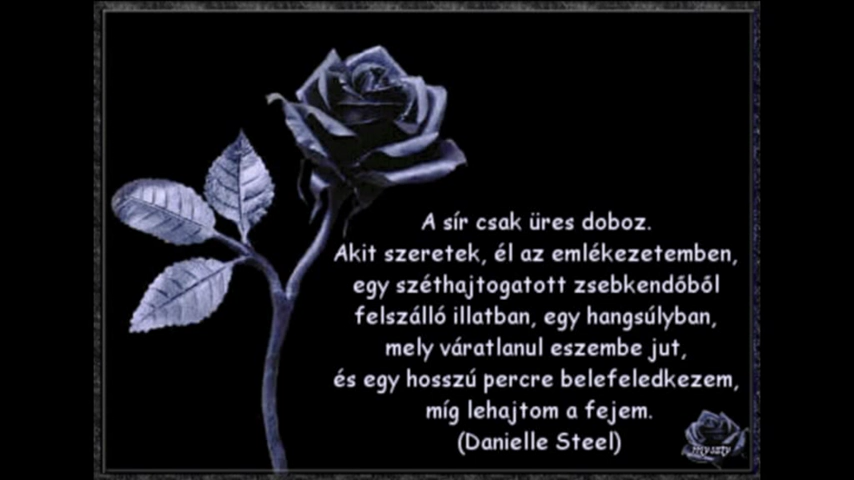 A sír csak üres doboz.
Akit szeretek, él az emlékezetemben,
egy széthajtogatott zsebkendőből
felszálló illatban, egy hangsúlyban,
mely váratlanul eszembe jut,
és egy hosszú percre belefeledkezem,
míg lehajtom a fejem.
(Danielle Steel)
myszty